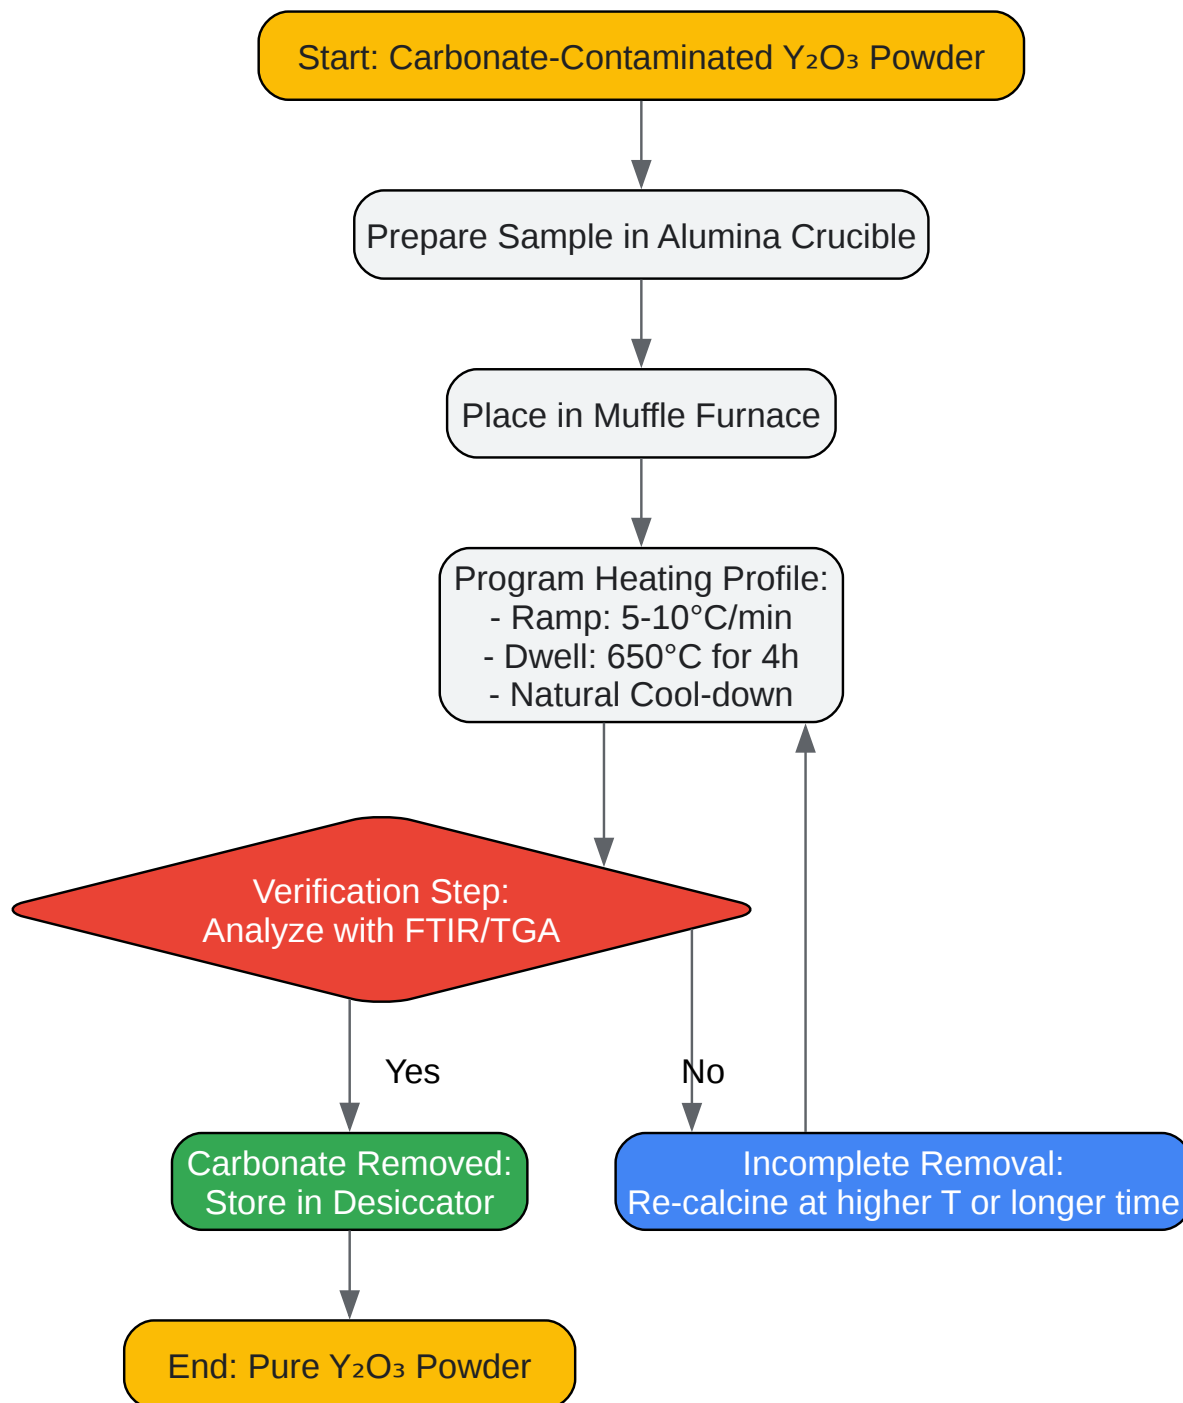 Start: Carbonate-Contaminated Y₂O₃ Powder
Prepare Sample in Alumina Crucible
Place in Muffle Furnace
Program Heating Profile:
- Ramp: 5-10°C/min
- Dwell: 650°C for 4h
- Natural Cool-down
Verification Step:
Analyze with FTIR/TGA
Yes
No
Carbonate Removed:
Store in Desiccator
Incomplete Removal:
Re-calcine at higher T or longer time
End: Pure Y₂O₃ Powder